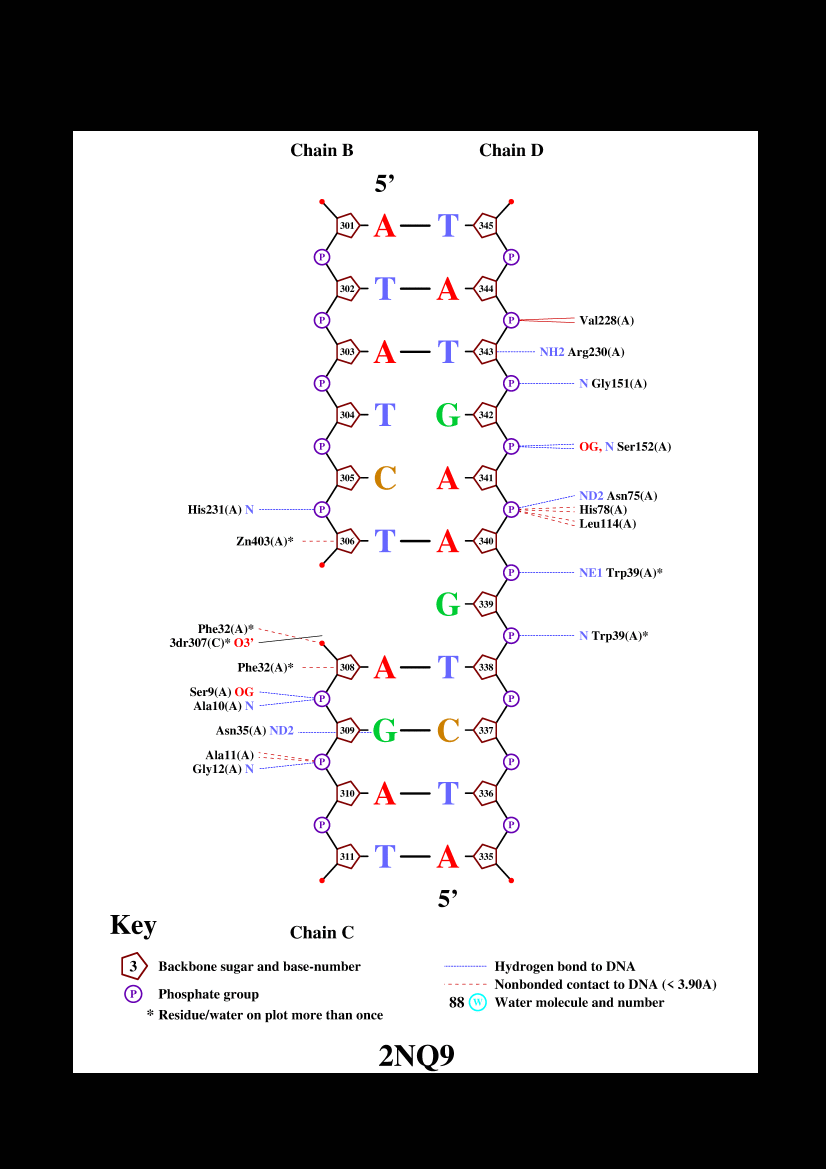 Chain B Chain D
5’
301 A T 345
P P
302 T A 344
P P Val228(A)
303 A T 343 NH2 Arg230(A)
P P N Gly151(A)
304 T G 342
P P OG, N Ser152(A)
305 C A 341
ND2 Asn75(A)
His231(A) N P P His78(A)
Leu114(A)
Zn403(A)* 306 T A 340
P NE1 Trp39(A)*
G 339
Phe32(A)* P N Trp39(A)*
3dr307(C)* O3’
Phe32(A)* 308 A T 338
Ser9(A) OG P P
Ala10(A) N
Asn35(A) ND2 309 G C 337
Ala11(A) P P
Gly12(A) N
310 A T 336
P P
311 T A 335
5’
Key
Chain C
3 Backbone sugar and base-number
P Phosphate group
* Residue/water on plot more than once
Hydrogen bond to DNA
Nonbonded contact to DNA (< 3.90A)
88 W Water molecule and number
2NQ9